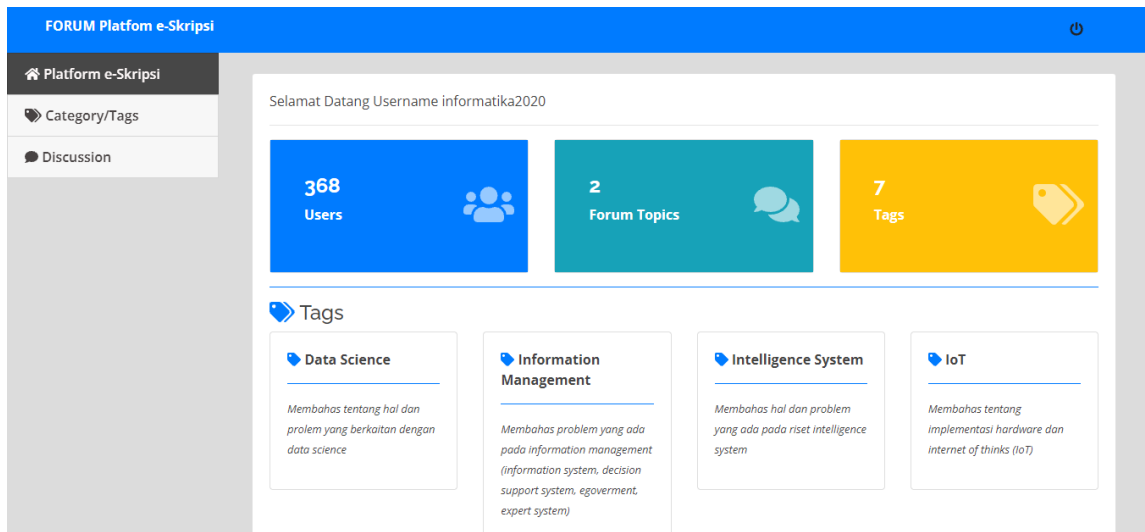 FORUM Platfom e-Skripsi
Platform e-Skripsi
Category/Tags
Discussion
Selamat Datang Username informatika2020
368
Users
2
Forum Topics
7
Tags
Tags
Data Science
Membahas tentang hal dan
prolem yang berkaitan dengan
data science
Information
Management
Membahas problem yang ada
pada information management
(information system, decision
support system, egoverment,
expert system)
Intelligence System
Membahas hal dan problem
yang ada pada riset intelligence
system
IoT
Membahas tentang
implementasi hardware dan
internet of thinks (IoT)